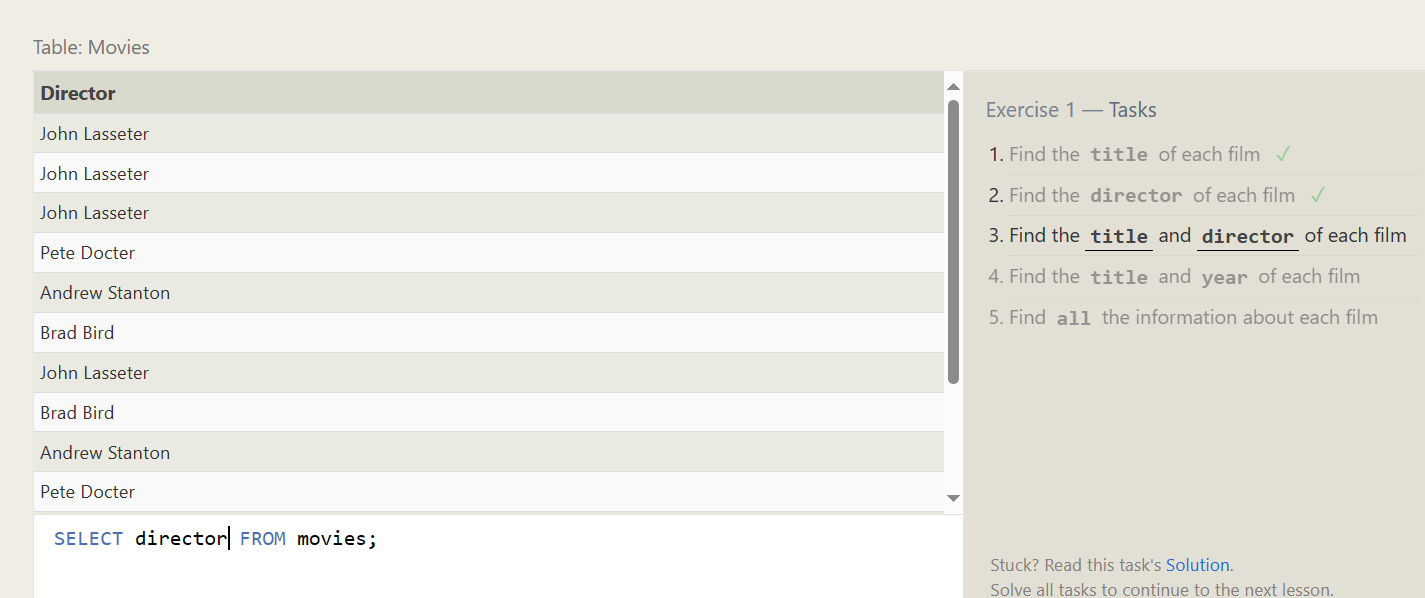 Table: Movies
Director
John Lasseter
John Lasseter
John Lasseter
Pete Docter
Andrew Stanton
Brad Bird
John Lasseter
Brad Bird
Andrew Stanton
Pete Docter
SELECT director FROM movies;
Exercise 1 — Tasks
1. Find the title of each film ✓
2. Find the director of each film ✓
3. Find the title and director of each film
4. Find the title and year of each film
5. Find all the information about each film
Stuck? Read this task's Solution.
Solve all tasks to continue to the next lesson.